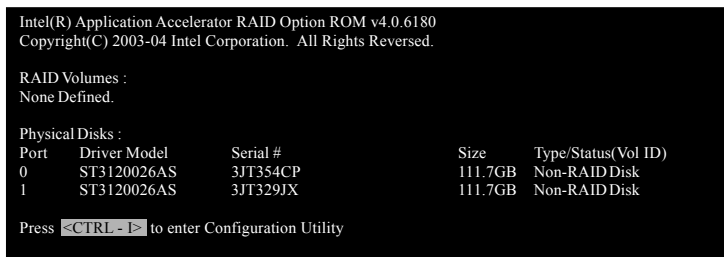 Intel(R) Application Accelerator RAID Option ROM v4.0.6180
Copyright(C) 2003-04 Intel Corporation. All Rights Reversed.
RAID Volumes :
None Defined.
Physical Disks :
Port Driver Model Serial # Size Type/Status(Vol ID)
0 ST3120026AS 3JT354CP 111.7GB Non-RAID Disk
1 ST3120026AS 3JT329JX 111.7GB Non-RAID Disk
Press <CTRL - I> to enter Configuration Utility